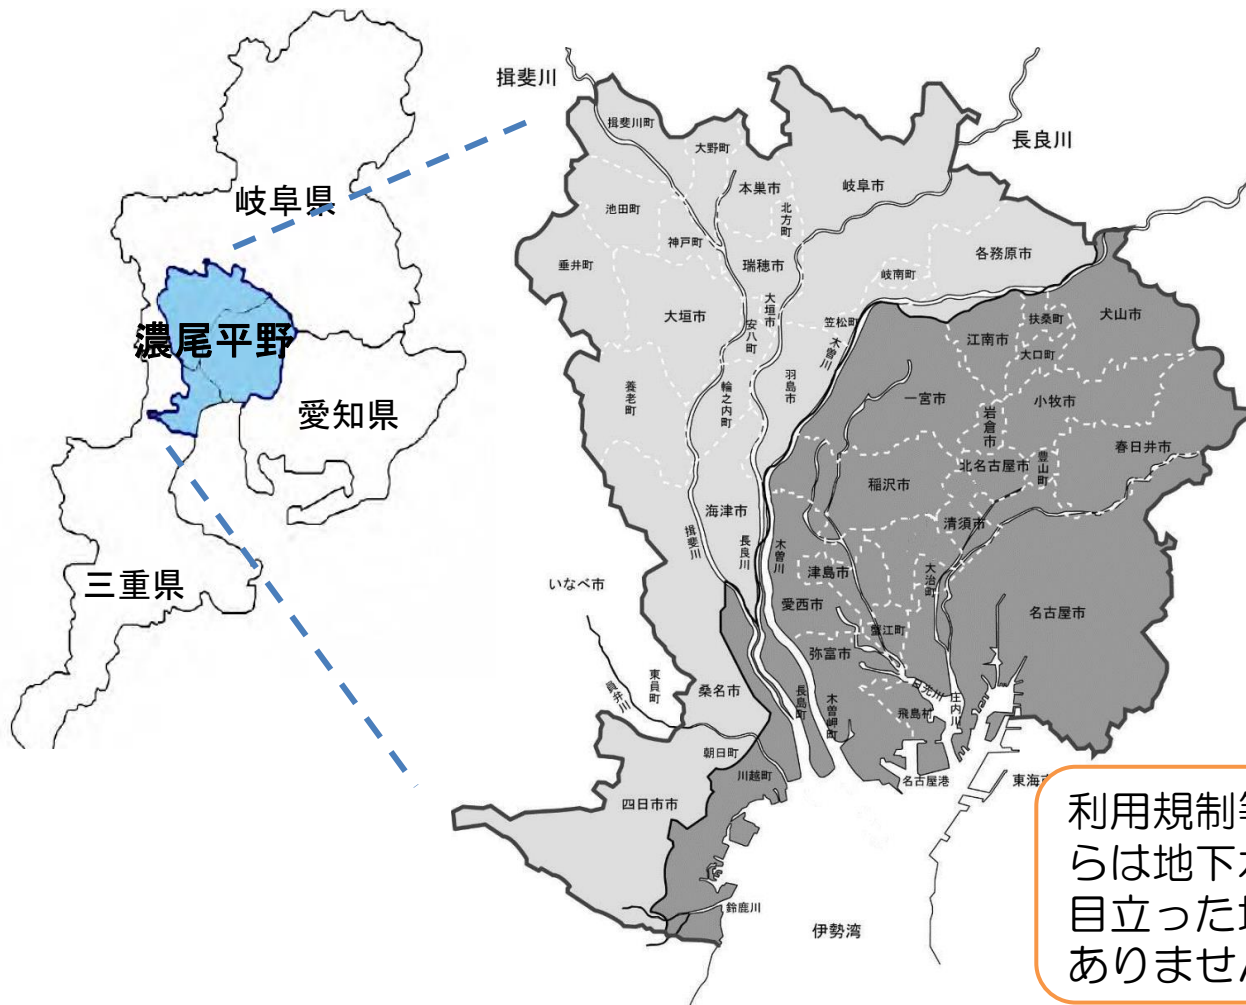 岐阜県
濃尾平野
愛知県
三重県
揖斐川
長良川
揖斐川町
大野町
本巣市
岐阜市
池田町
北方町
神戸町
垂井町
瑞穂市
岐南町
各務原市
大垣市
大垣市
安八町
笠松町
木曽川
扶桑町
犬山市
江南市
大口町
養老町
輪之内町
羽島市
一宮市
岩倉市
小牧市
春日井市
稲沢市
北名古屋市
豊山町
海津市
清須市
揖斐川
長良川
木曽川
津島市
大治町
いなべ市
愛西市
名古屋市
蟹江町
弥富市
東員町
員弁川
桑名市
長島町
木曽岬町
日光川
庄内川
飛島村
朝日町
川越町
名古屋港
東海市
四日市市
鈴鹿川
伊勢湾
利用規制等
らは地下水
目立った地
ありません